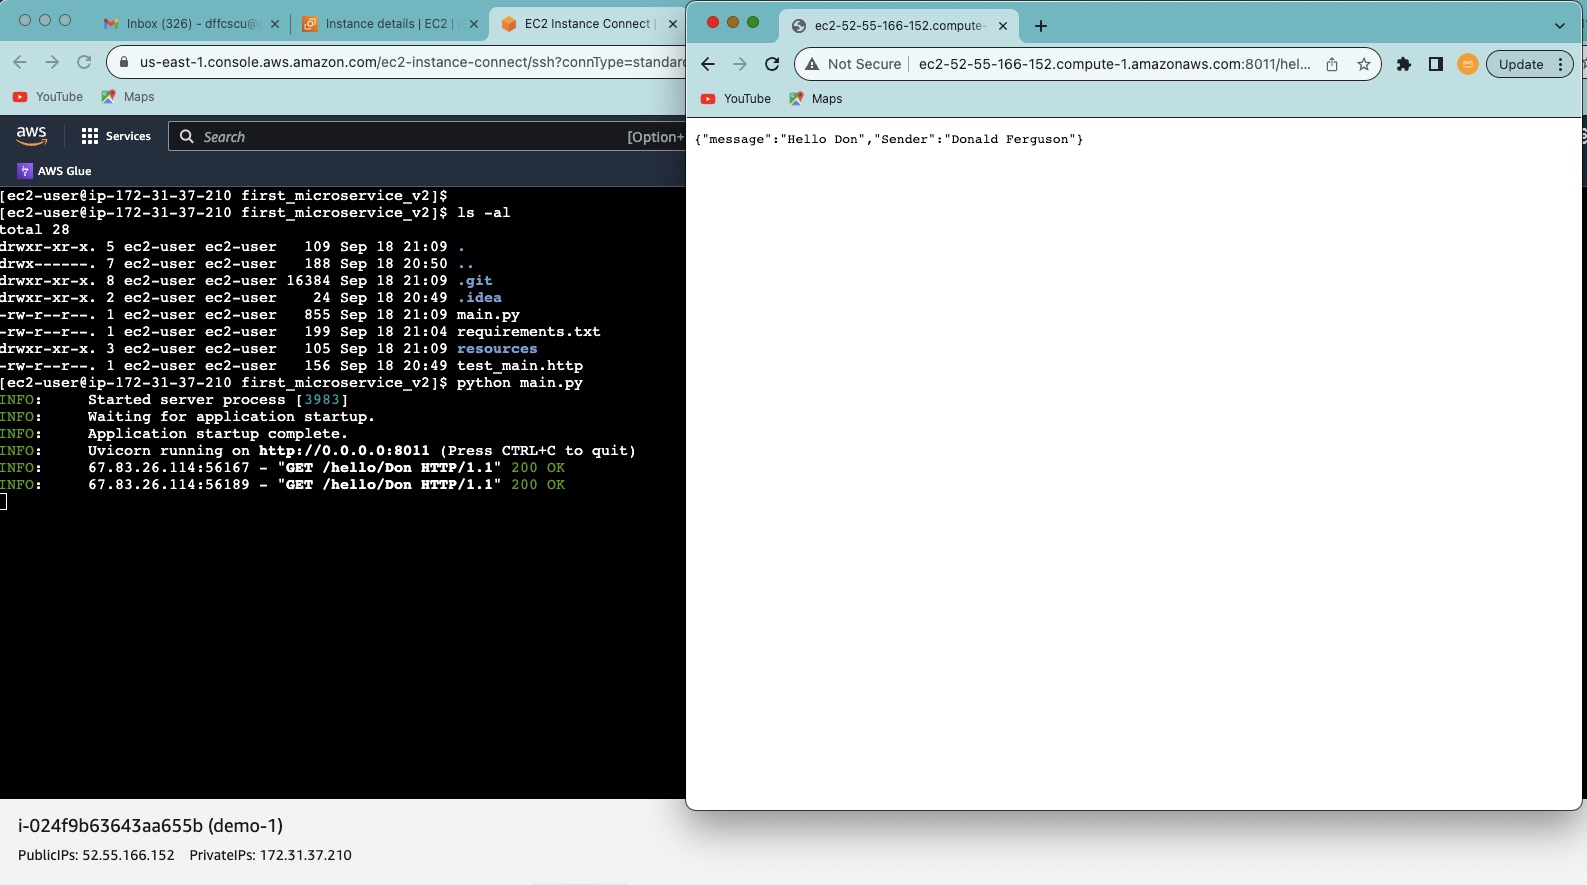 Inbox (326) - dffcscu@
Instance details | EC2 |
EC2 Instance Connect
us-east-1.console.aws.amazon.com/ec2-instance-connect/ssh?connType=standard
YouTube
Maps
aws
Services
Search
[Option+
AWS Glue
[ec2-user@ip-172-31-37-210 first_microservice_v2]$
[ec2-user@ip-172-31-37-210 first_microservice_v2]$ ls -al
total 28
drwxr-xr-x. 5 ec2-user ec2-user   109 Sep 18 21:09 .
drwx------. 7 ec2-user ec2-user   188 Sep 18 20:50 ..
drwxr-xr-x. 8 ec2-user ec2-user 16384 Sep 18 21:09 .git
drwxr-xr-x. 2 ec2-user ec2-user    24 Sep 18 20:49 .idea
-rw-r--r--. 1 ec2-user ec2-user   855 Sep 18 21:09 main.py
-rw-r--r--. 1 ec2-user ec2-user   199 Sep 18 21:04 requirements.txt
drwxr-xr-x. 3 ec2-user ec2-user   105 Sep 18 21:09 resources
-rw-r--r--. 1 ec2-user ec2-user   156 Sep 18 20:49 test_main.http
[ec2-user@ip-172-31-37-210 first_microservice_v2]$ python main.py
INFO:     Started server process [3983]
INFO:     Waiting for application startup.
INFO:     Application startup complete.
INFO:     Uvicorn running on http://0.0.0.0:8011 (Press CTRL+C to quit)
INFO:     67.83.26.114:56167 - "GET /hello/Don HTTP/1.1" 200 OK
INFO:     67.83.26.114:56189 - "GET /hello/Don HTTP/1.1" 200 OK
i-024f9b63643aa655b (demo-1)
PublicIPs: 52.55.166.152    PrivateIPs: 172.31.37.210
ec2-52-55-166-152.compute-
Not Secure
ec2-52-55-166-152.compute-1.amazonaws.com:8011/hel...
Update
YouTube
Maps
{"message":"Hello Don","Sender":"Donald Ferguson"}